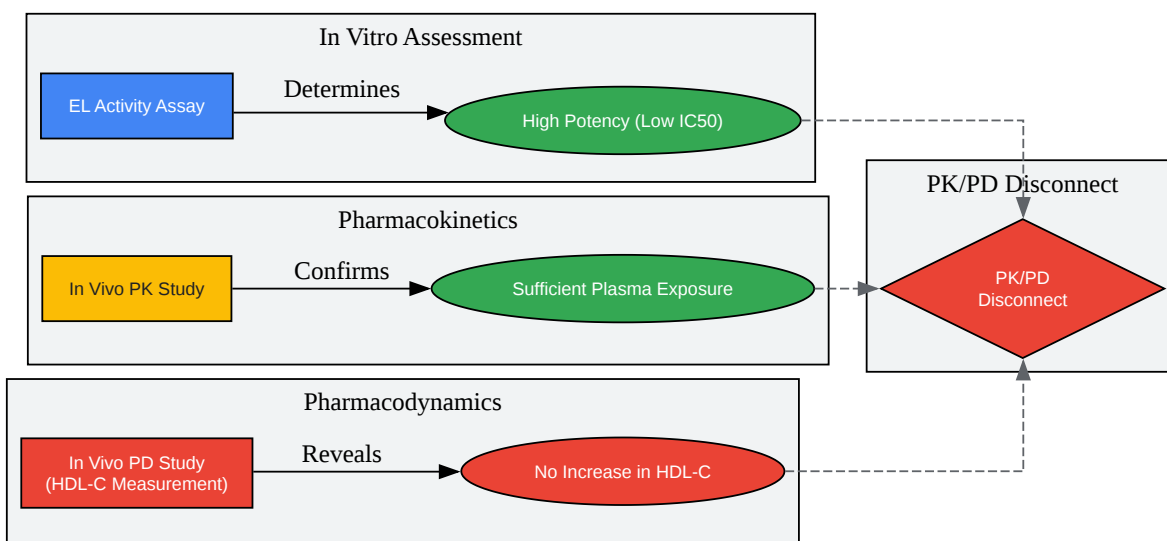 In Vitro Assessment
EL Activity Assay
Determines
High Potency (Low IC50)
Pharmacokinetics
In Vivo PK Study
Confirms
Sufficient Plasma Exposure
Pharmacodynamics
In Vivo PD Study
(HDL-C Measurement)
Reveals
No Increase in HDL-C
PK/PD Disconnect
PK/PD
Disconnect